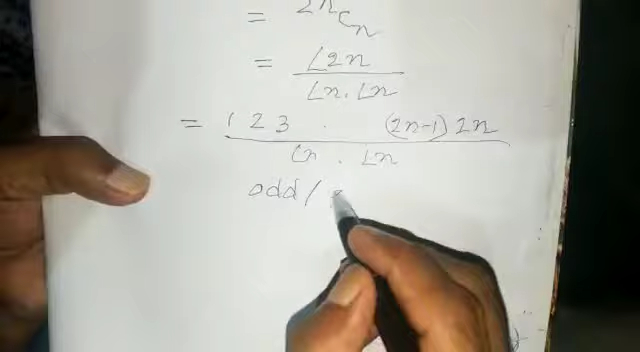 = 2nCn
= ∟2n / ∟n . ∟n
= 1 2 3 . (2n-1) 2n / ∟n . ∟n
odd /